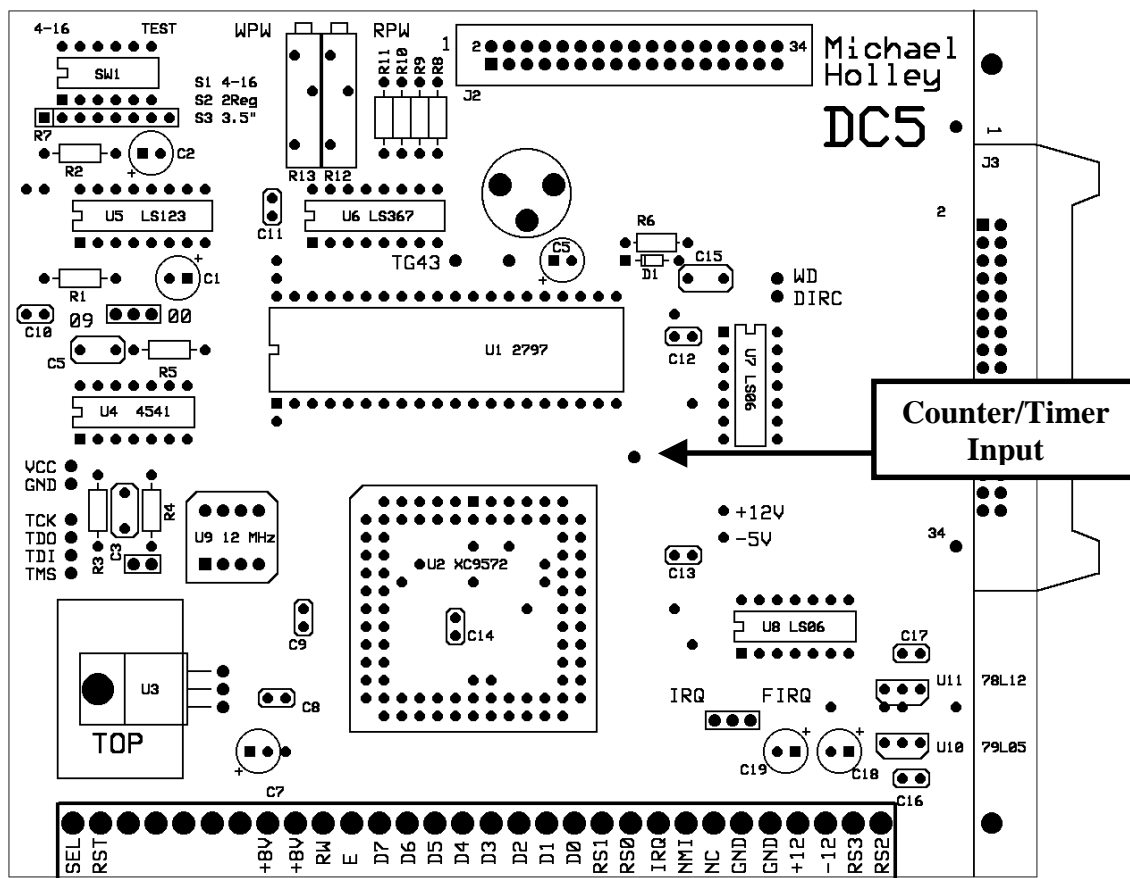 4-16 TEST
SW1
S1 4-16
S2 2Reg
S3 3.5"
R7
R2
C2
WPW RPW
R13 R12
R11 R10 R9 R8
1 2 34
J2
Michael
Holley
DC5
1
J3
2
34
U5 LS123
C11
U6 LS367
TG43
C5
R6
D1
C15
WD
DIRC
R1
C1
C10
09 00
C5
R5
U4 4541
U1 2797
C12
U7 LS06
Counter/Timer
Input
VCC
GND
TCK
TDO
TDI
TMS
R3
C3
R4
U9 12 MHz
U2 XC9572
C14
+12V
-5V
C13
U8 LS06
C17
U11 78L12
U10 79L05
C16
IRQ FIRQ
C19
C18
C9
C8
U3
TOP
C7
SEL RST +8V +8V RW E D7 D6 D5 D4 D3 D2 D1 D0 RS1 RS0 IRQ NMI NC GND GND +12 -12 RS3 RS2